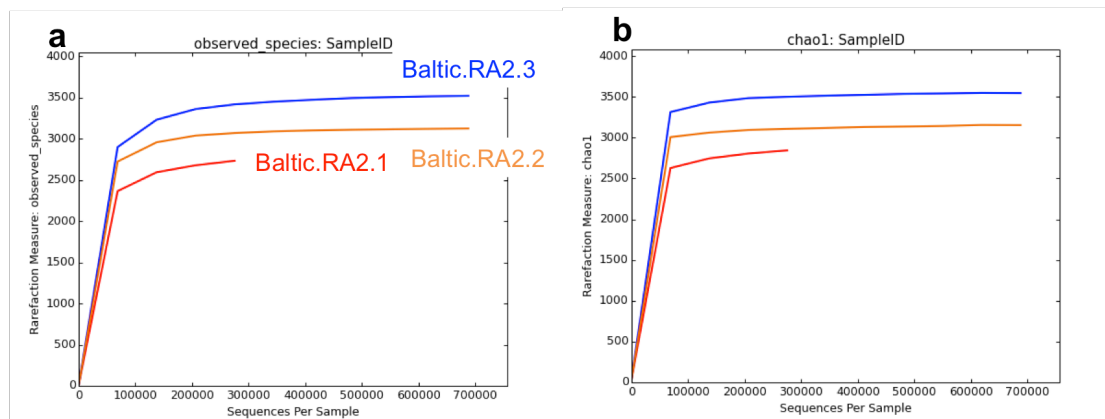 a
observed_species: SampleID
Baltic.RA2.3
Baltic.RA2.2
Baltic.RA2.1
Rarefaction Measure: observed_species
4000
3500
3000
2500
2000
1500
1000
500
0
0 100000 200000 300000 400000 500000 600000 700000
Sequences Per Sample
b
chao1: SampleID
Rarefaction Measure: chao1
4000
3500
3000
2500
2000
1500
1000
500
0
0 100000 200000 300000 400000 500000 600000 700000
Sequences Per Sample